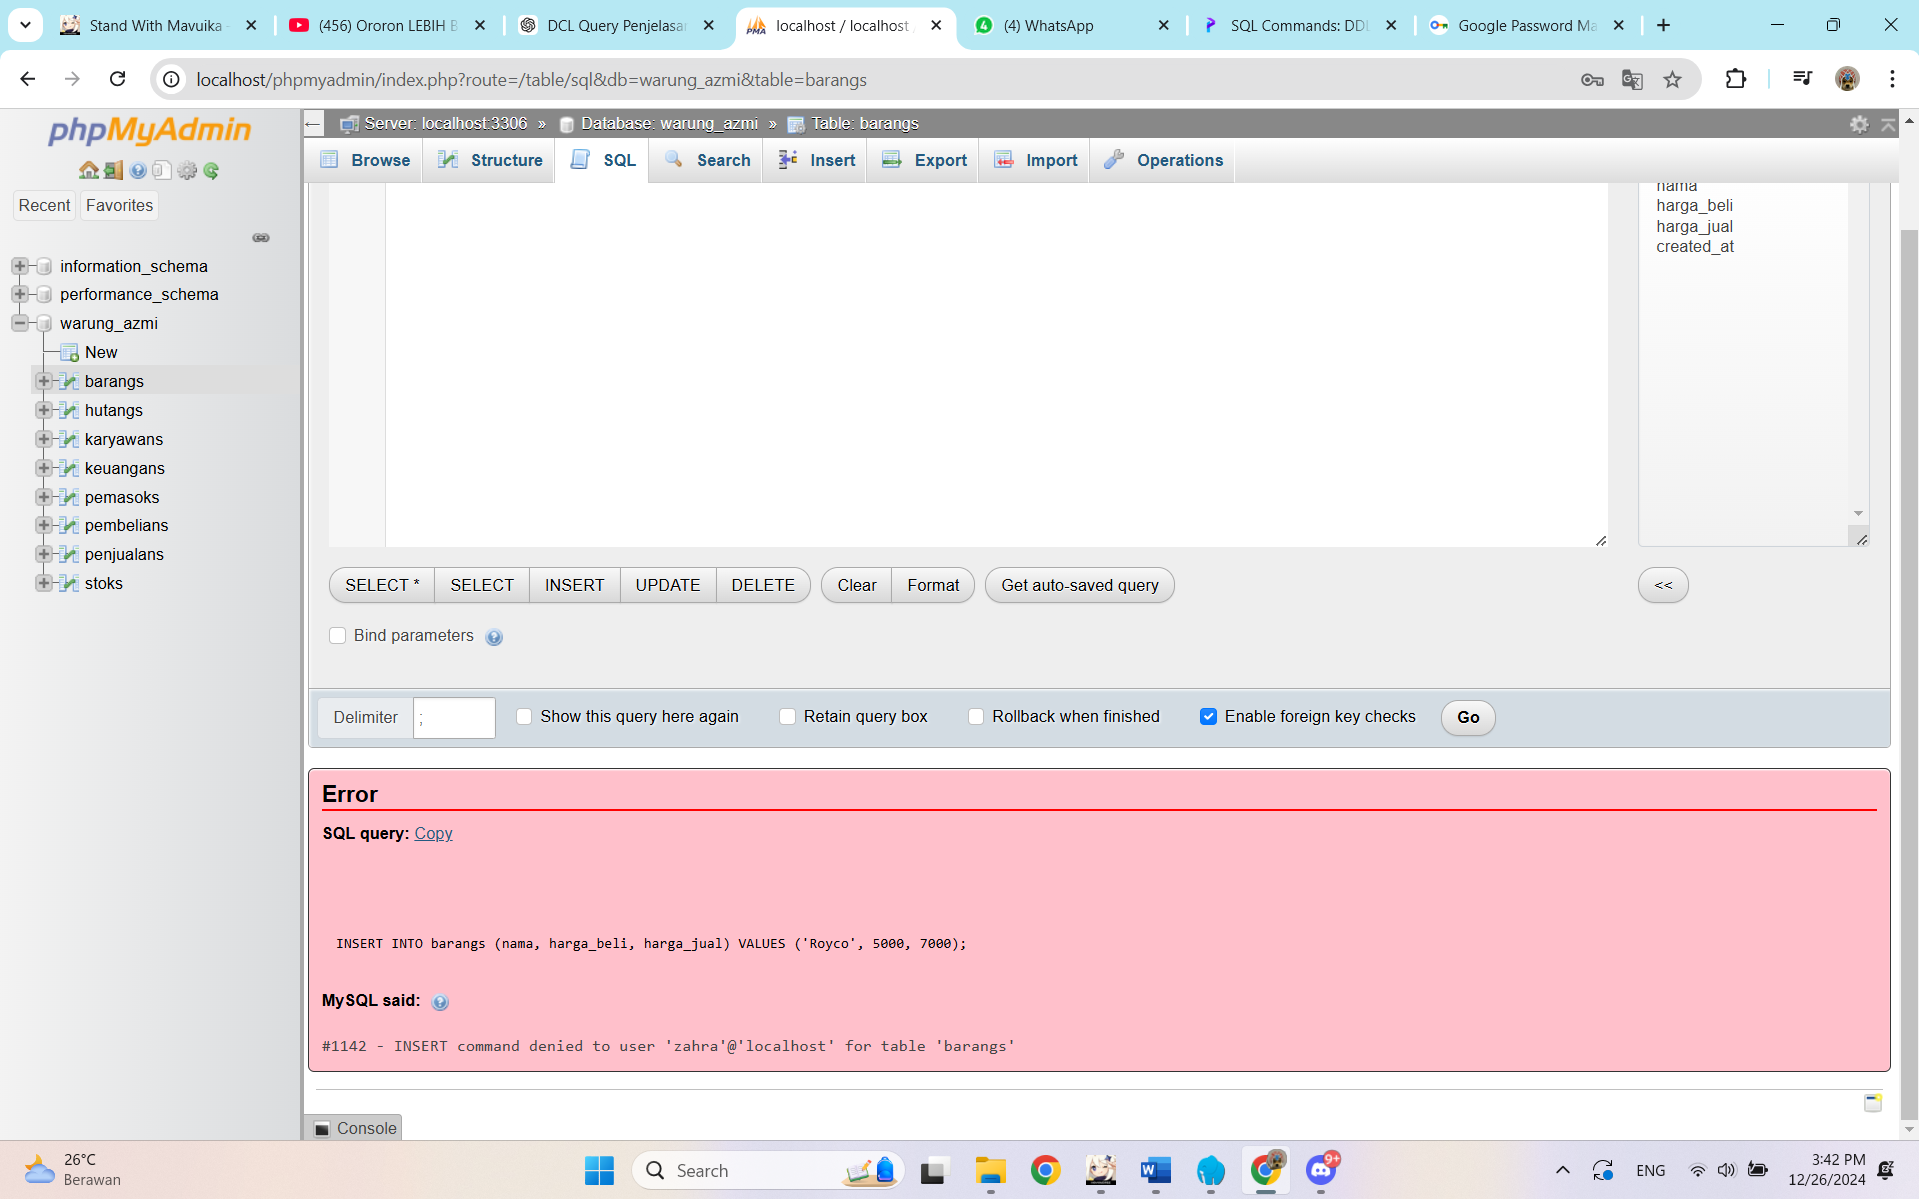 Stand With Mavuika -
(456) Ororon LEBIH B
DCL Query Penjelasan
localhost / localhost /
(4) WhatsApp
SQL Commands: DDL
Google Password Ma
localhost/phpmyadmin/index.php?route=/table/sql&db=warung_azmi&table=barangs
phpMyAdmin
Recent Favorites
information_schema
performance_schema
warung_azmi
New
barangs
hutangs
karyawans
keuangans
pemasoks
pembelians
penjualans
stoks
Server: localhost:3306 » Database: warung_azmi » Table: barangs
Browse Structure SQL Search Insert Export Import Operations
nama
harga_beli
harga_jual
created_at
SELECT * SELECT INSERT UPDATE DELETE Clear Format Get auto-saved query <<
Bind parameters
Delimiter ; Show this query here again Retain query box Rollback when finished Enable foreign key checks Go
Error
SQL query: Copy
INSERT INTO barangs (nama, harga_beli, harga_jual) VALUES ('Royco', 5000, 7000);
MySQL said:
#1142 - INSERT command denied to user 'zahra'@'localhost' for table 'barangs'
Console
26°C
Berawan
Search
9+
ENG
3:42 PM
12/26/2024